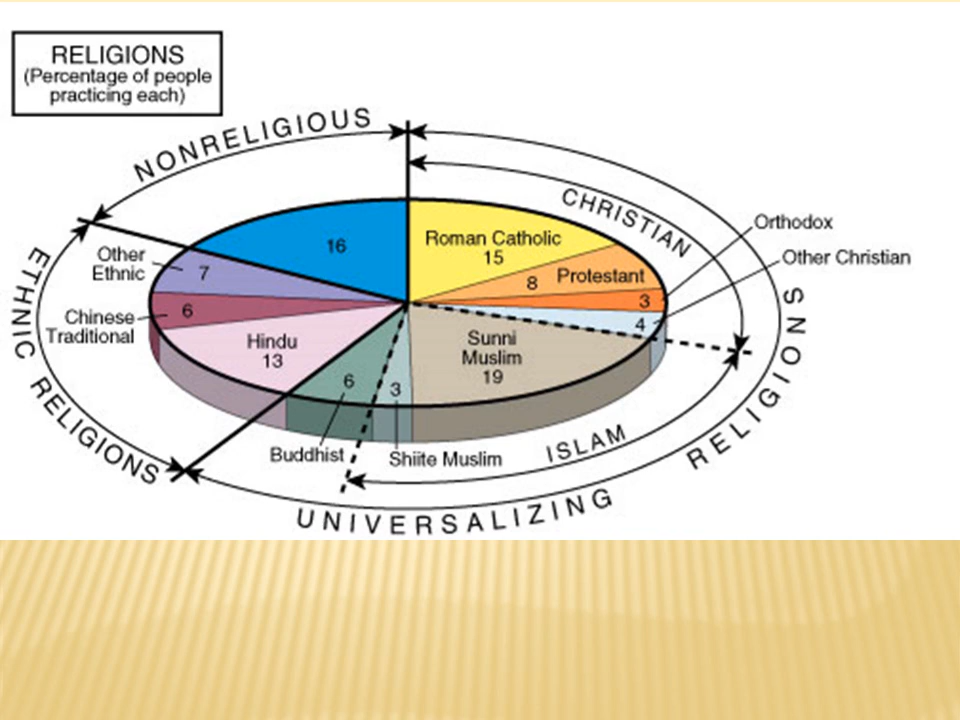 RELIGIONS
(Percentage of people
practicing each)
NONRELIGIOUS
CHRISTIAN
Orthodox
Other Christian
Roman Catholic
15
16
Other
Ethnic
7
8
Protestant
3
4
Chinese
Traditional
6
Hindu
13
Sunni
Muslim
19
6
3
Buddhist
Shiite Muslim
ISLAM
ETHNIC RELIGIONS
UNIVERSALIZING
RELIGIONS